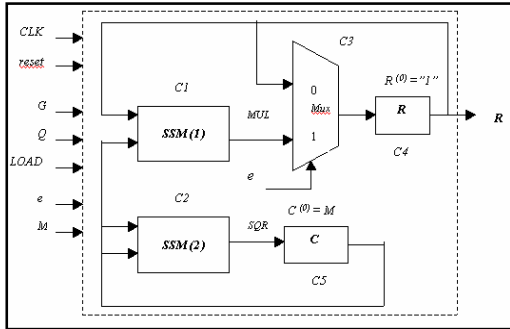 CLK
reset
G
Q
LOAD
e
M
C1
SSM(1)
MUL
C3
0
Mux
1
e
R (0) = "1"
R
C4
R
C2
SSM(2)
SQR
C (0) = M
C
C5